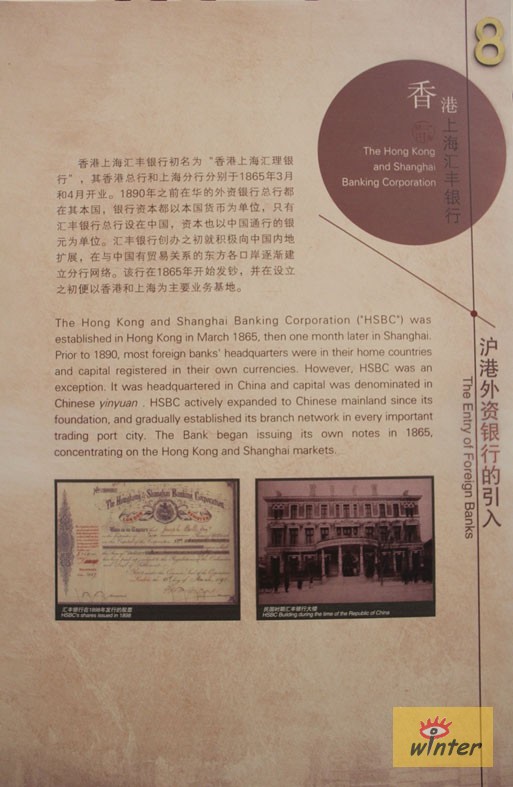 8
香港上海汇丰银行
The Hong Kong
and Shanghai
Banking Corporation
香港上海汇丰银行初名为“香港上海汇理银
行”，其香港总行和上海分行分别于1865年3月
和4月开业。1890年之前在华的外资银行总行都
在其本国，银行资本都以本国货币为单位，只有
汇丰银行总行设在中国，资本也以中国通行的银
元为单位。汇丰银行创办之初就积极向中国内地
扩展，在与中国有贸易关系的东方各口岸逐渐建
立分行网络。该行在1865年开始发钞，并在设立
之初便以香港和上海为主要业务基地。
The Hong Kong and Shanghai Banking Corporation ("HSBC") was
established in Hong Kong in March 1865, then one month later in Shanghai.
Prior to 1890, most foreign banks' headquarters were in their home countries
and capital registered in their own currencies. However, HSBC was an
exception. It was headquartered in China and capital was denominated in
Chinese yinyuan . HSBC actively expanded to Chinese mainland since its
foundation, and gradually established its branch network in every important
trading port city. The Bank began issuing its own notes in 1865,
concentrating on the Hong Kong and Shanghai markets.
沪港外资银行的引入
The Entry of Foreign Banks
The Hongkong & Shanghai Banking Corporation
汇丰银行在1898年发行的股票
HSBC's shares issued in 1898
民国时期汇丰银行大楼
HSBC Building during the time of the Republic of China
winter